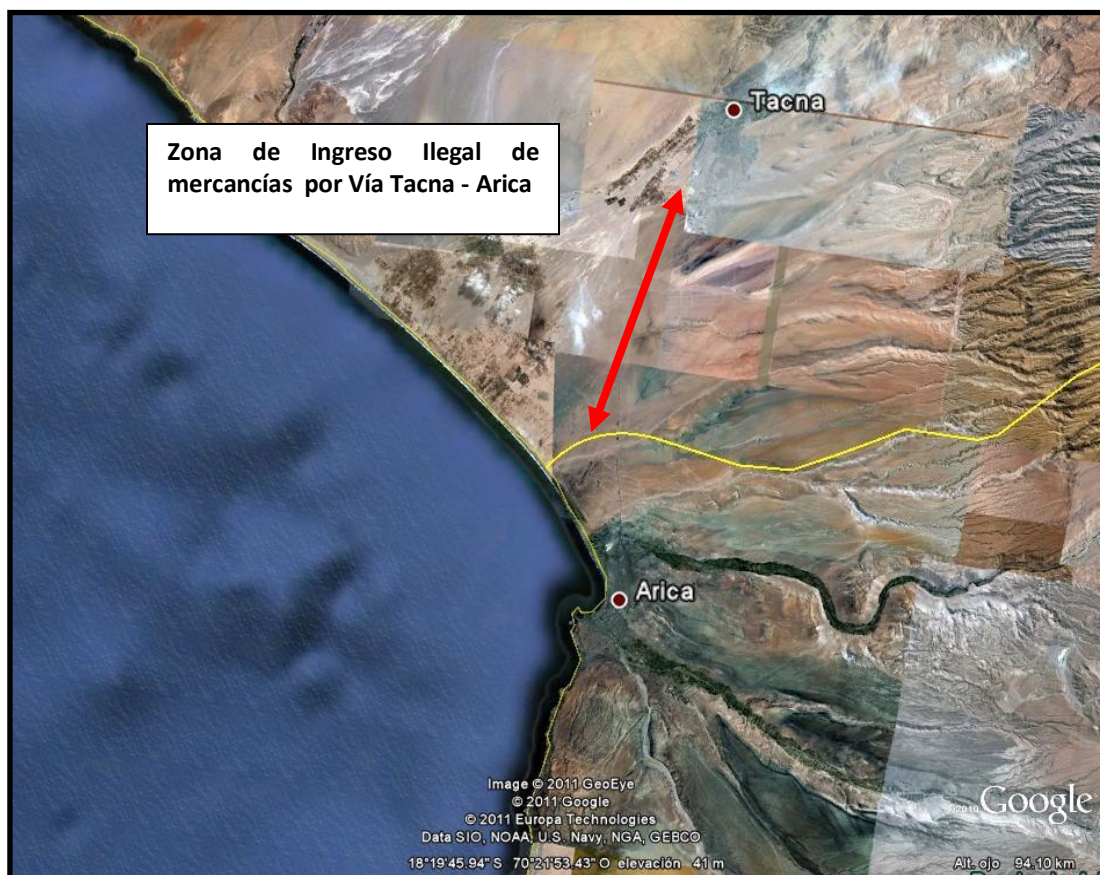 Tacna
Zona de Ingreso Ilegal de
mercancías por Vía Tacna - Arica
Arica
Image © 2011 GeoEye
© 2011 Google
© 2011 Europa Technologies
Data SIO, NOAA, U.S. Navy, NGA, GEBCO
©2010 Google
18°19'45.94" S 70°21'53.43" O elevación 41 m
Alt. ojo 94.10 km